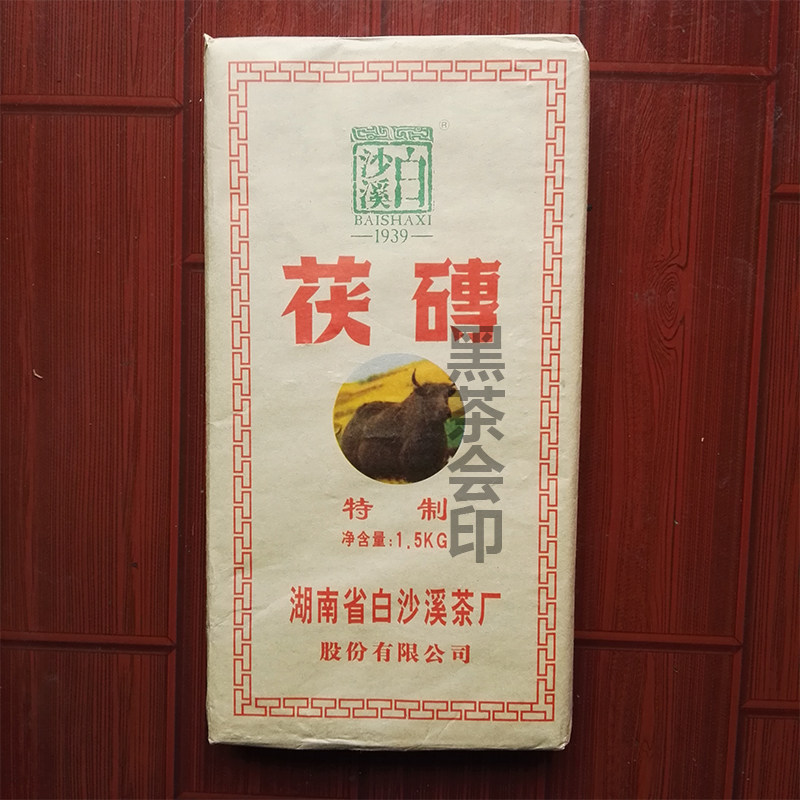 白沙溪
®
BAISHAXI
1939
茯磚
特制
净含量:1.5KG
湖南省白沙溪茶厂
股份有限公司
黑茶会印